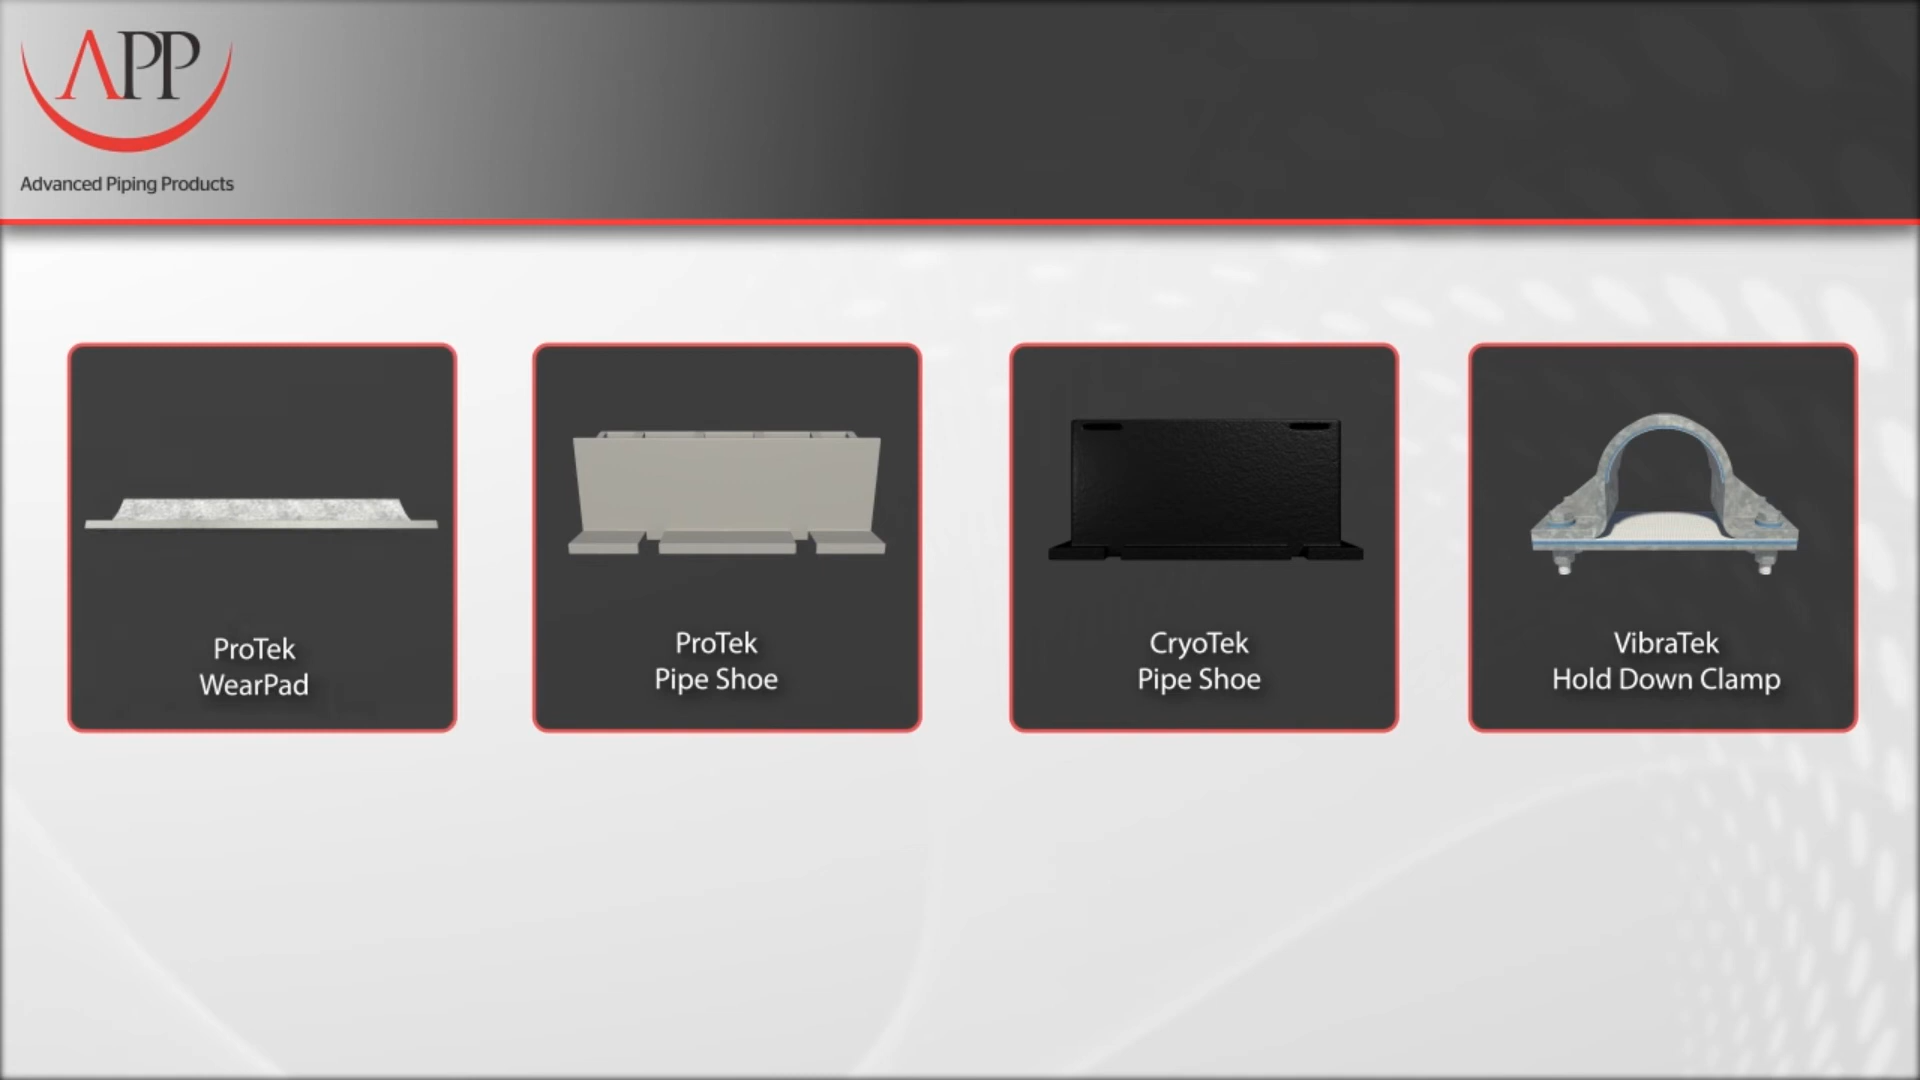 APP
Advanced Piping Products
ProTek
WearPad
ProTek
Pipe Shoe
CryoTek
Pipe Shoe
VibraTek
Hold Down Clamp